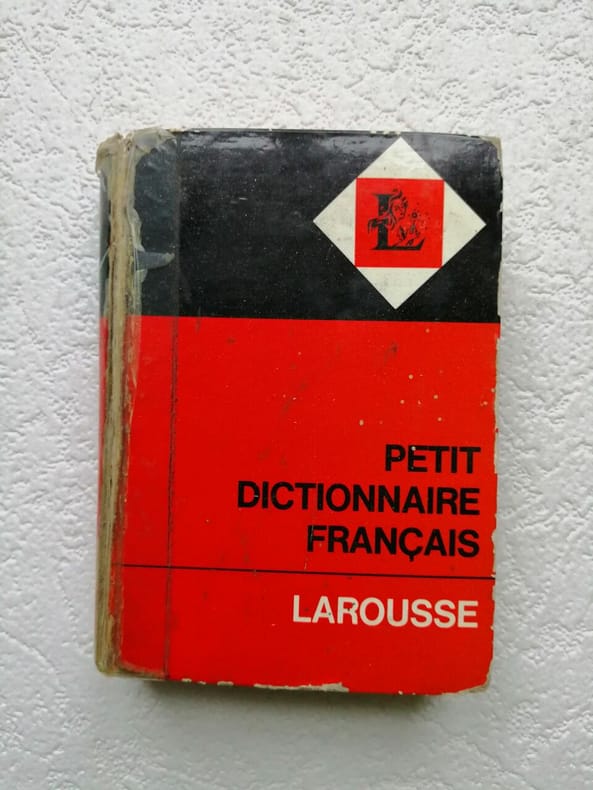 L
PETIT
DICTIONNAIRE
FRANÇAIS
LAROUSSE